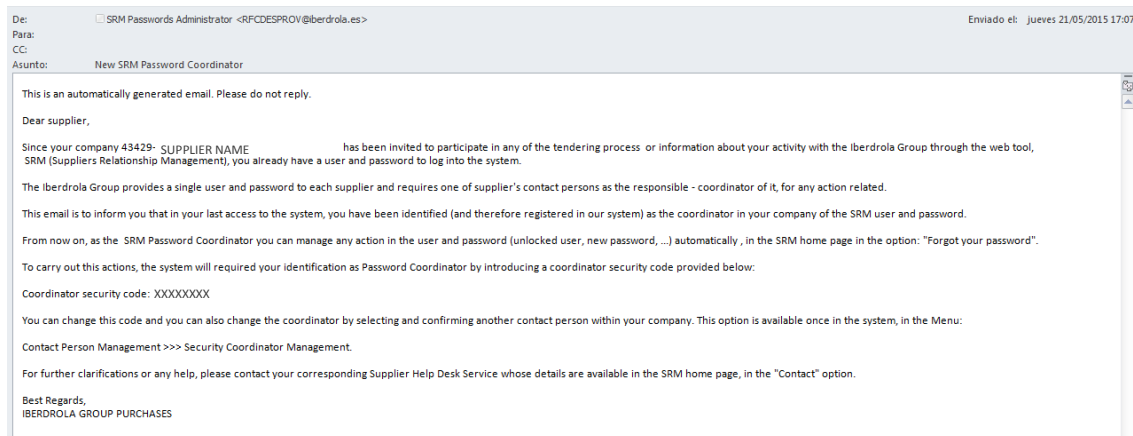 De: SRM Passwords Administrator <RFCDESPROV@iberdrola.es> Enviado el: jueves 21/05/2015 17:07
Para:
CC:
Asunto: New SRM Password Coordinator
This is an automatically generated email. Please do not reply.
Dear supplier,
Since your company 43429- SUPPLIER NAME has been invited to participate in any of the tendering process or information about your activity with the Iberdrola Group through the web tool,
SRM (Suppliers Relationship Management), you already have a user and password to log into the system.
The Iberdrola Group provides a single user and password to each supplier and requires one of supplier's contact persons as the responsible - coordinator of it, for any action related.
This email is to inform you that in your last access to the system, you have been identified (and therefore registered in our system) as the coordinator in your company of the SRM user and password.
From now on, as the SRM Password Coordinator you can manage any action in the user and password (unlocked user, new password, ...) automatically , in the SRM home page in the option: "Forgot your password".
To carry out this actions, the system will required your identification as Password Coordinator by introducing a coordinator security code provided below:
Coordinator security code: XXXXXXXX
You can change this code and you can also change the coordinator by selecting and confirming another contact person within your company. This option is available once in the system, in the Menu:
Contact Person Management >>> Security Coordinator Management.
For further clarifications or any help, please contact your corresponding Supplier Help Desk Service whose details are available in the SRM home page, in the "Contact" option.
Best Regards,
IBERDROLA GROUP PURCHASES